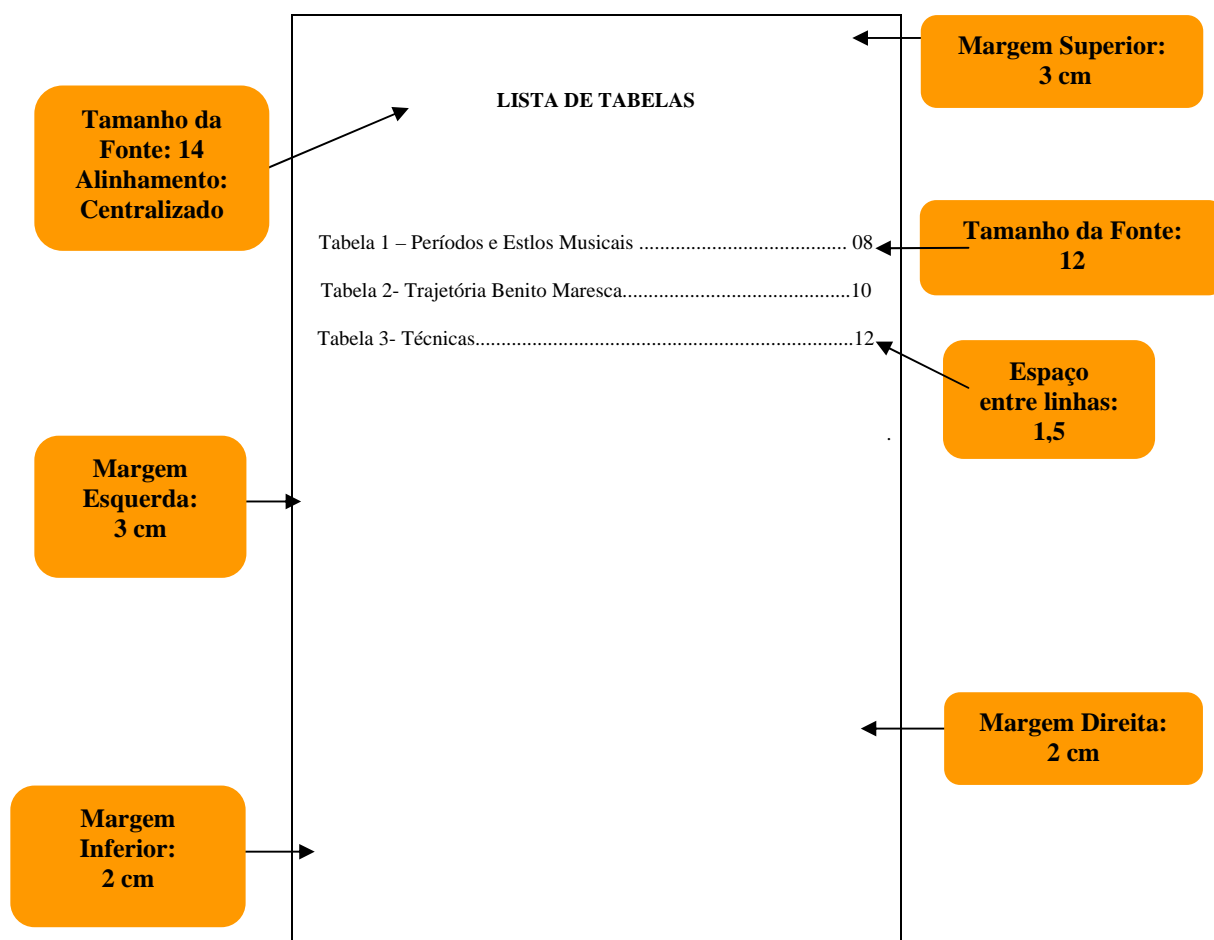 Margem Superior:
3 cm
LISTA DE TABELAS
Tamanho da
Fonte: 14
Alinhamento:
Centralizado
Tabela 1 – Períodos e Estlos Musicais ........................................ 08
Tamanho da Fonte:
12
Tabela 2- Trajetória Benito Maresca............................................10
Tabela 3- Técnicas.........................................................................12
Espaço
entre linhas:
1,5
.
Margem
Esquerda:
3 cm
Margem Direita:
2 cm
Margem
Inferior:
2 cm